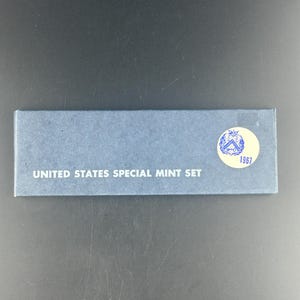 1967
UNITED STATES SPECIAL MINT SET